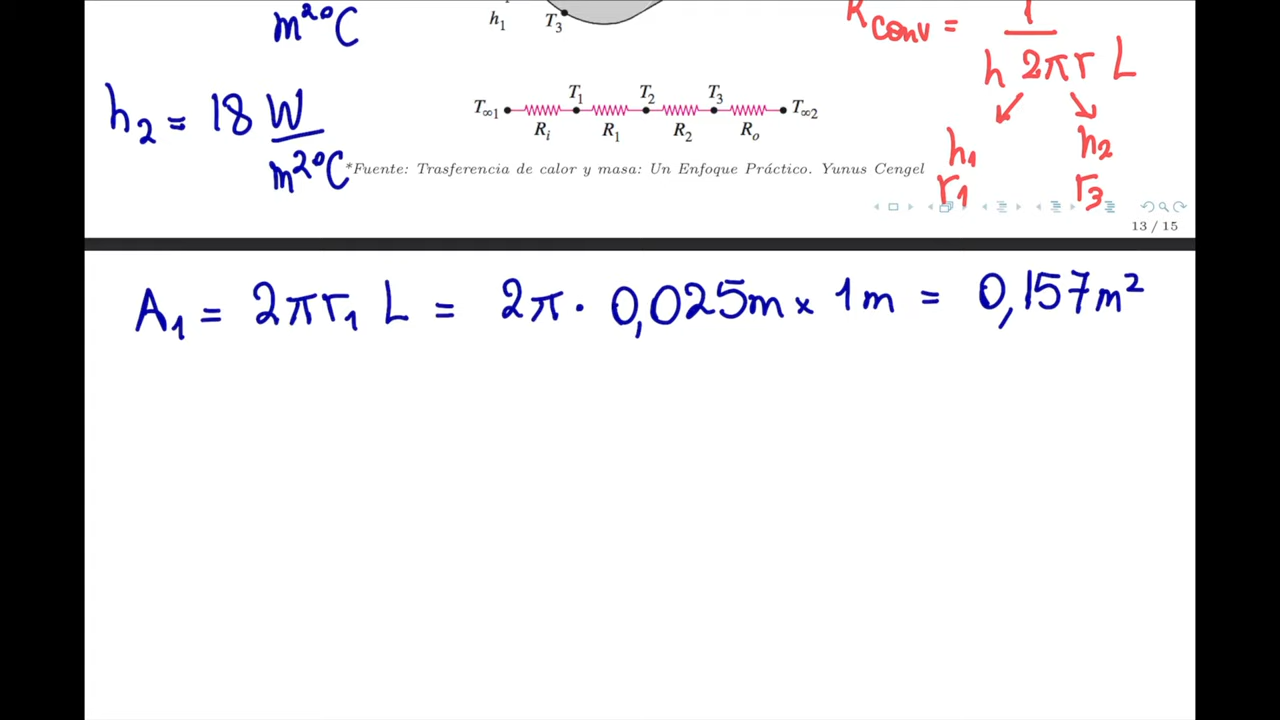 m²°C
h₁ T₃
R conv = 1
h 2πr L
h₂ = 18 W
m²°C
T∞1 T₁ T₂ T₃ T∞2
Ri R₁ R₂ Ro
h₁ h₂
r₁ r₃
*Fuente: Trasferencia de calor y masa: Un Enfoque Práctico. Yunus Cengel
13 / 15
A₁ = 2πr₁ L = 2π · 0,025m x 1m = 0,157m²